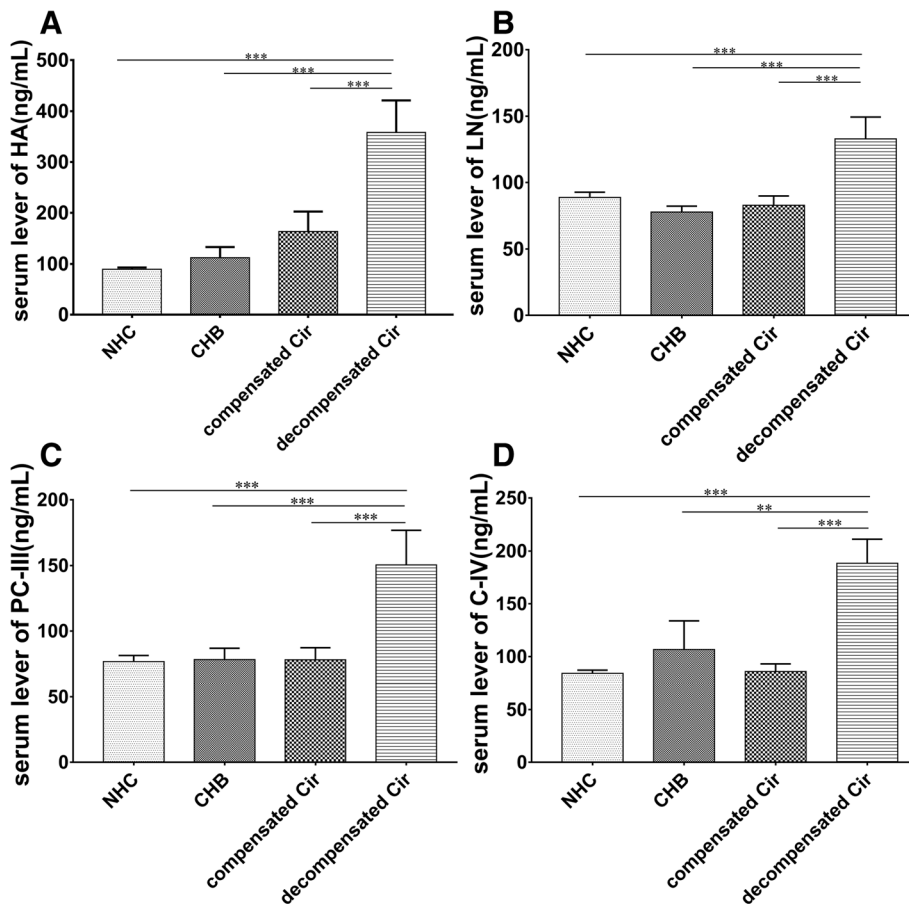 A
serum lever of HA(ng/mL)
500
400
300
200
100
0
***
***
***
NHC
CHB
compensated Cir
decompensated Cir
B
serum lever of LN(ng/mL)
200
150
100
50
0
***
***
***
NHC
CHB
compensated Cir
decompensated Cir
C
serum lever of PC-III(ng/mL)
200
150
100
50
0
***
***
***
NHC
CHB
compensated Cir
decompensated Cir
D
serum lever of C-IV(ng/mL)
250
200
150
100
50
0
***
**
***
NHC
CHB
compensated Cir
decompensated Cir